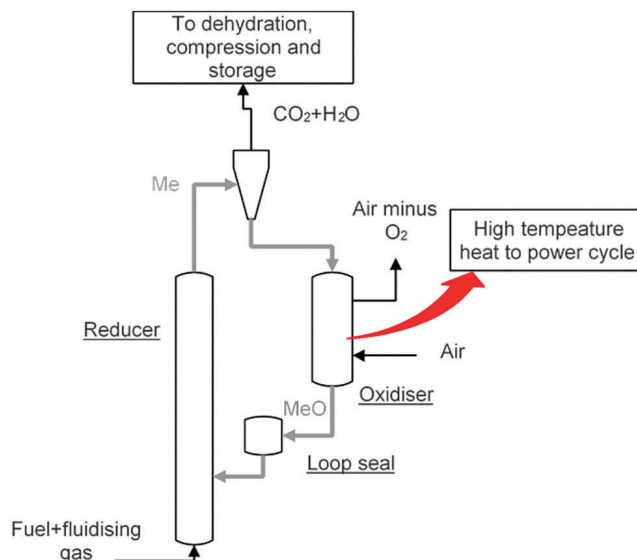 To dehydration,
compression and
storage
CO₂+H₂O
Me
Air minus
O₂
High tempeature
heat to power cycle
Reducer
Air
Oxidiser
MeO
Loop seal
Fuel+fluidising
gas